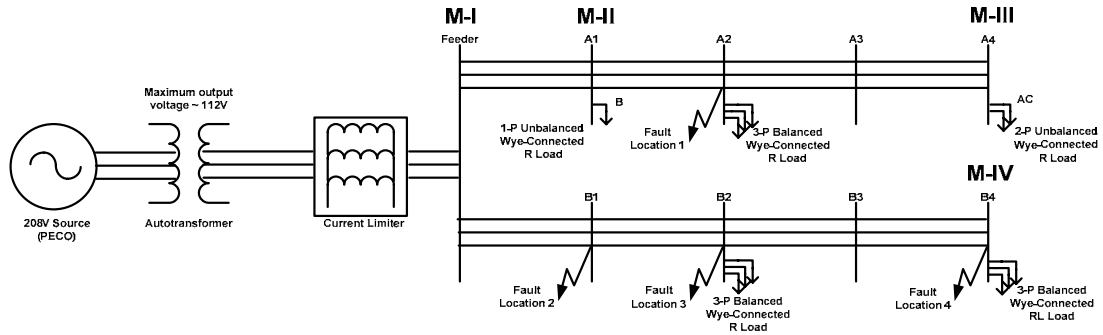 M-I
M-II
M-III
Feeder
A1
A2
A3
A4
Maximum output
voltage ~ 112V
B
AC
1-P Unbalanced
Wye-Connected
R Load
Fault
Location 1
3-P Balanced
Wye-Connected
R Load
2-P Unbalanced
Wye-Connected
R Load
M-IV
208V Source
(PECO)
Autotransformer
Current Limiter
B1
B2
B3
B4
Fault
Location 2
Fault
Location 3
3-P Balanced
Wye-Connected
R Load
Fault
Location 4
3-P Balanced
Wye-Connected
RL Load